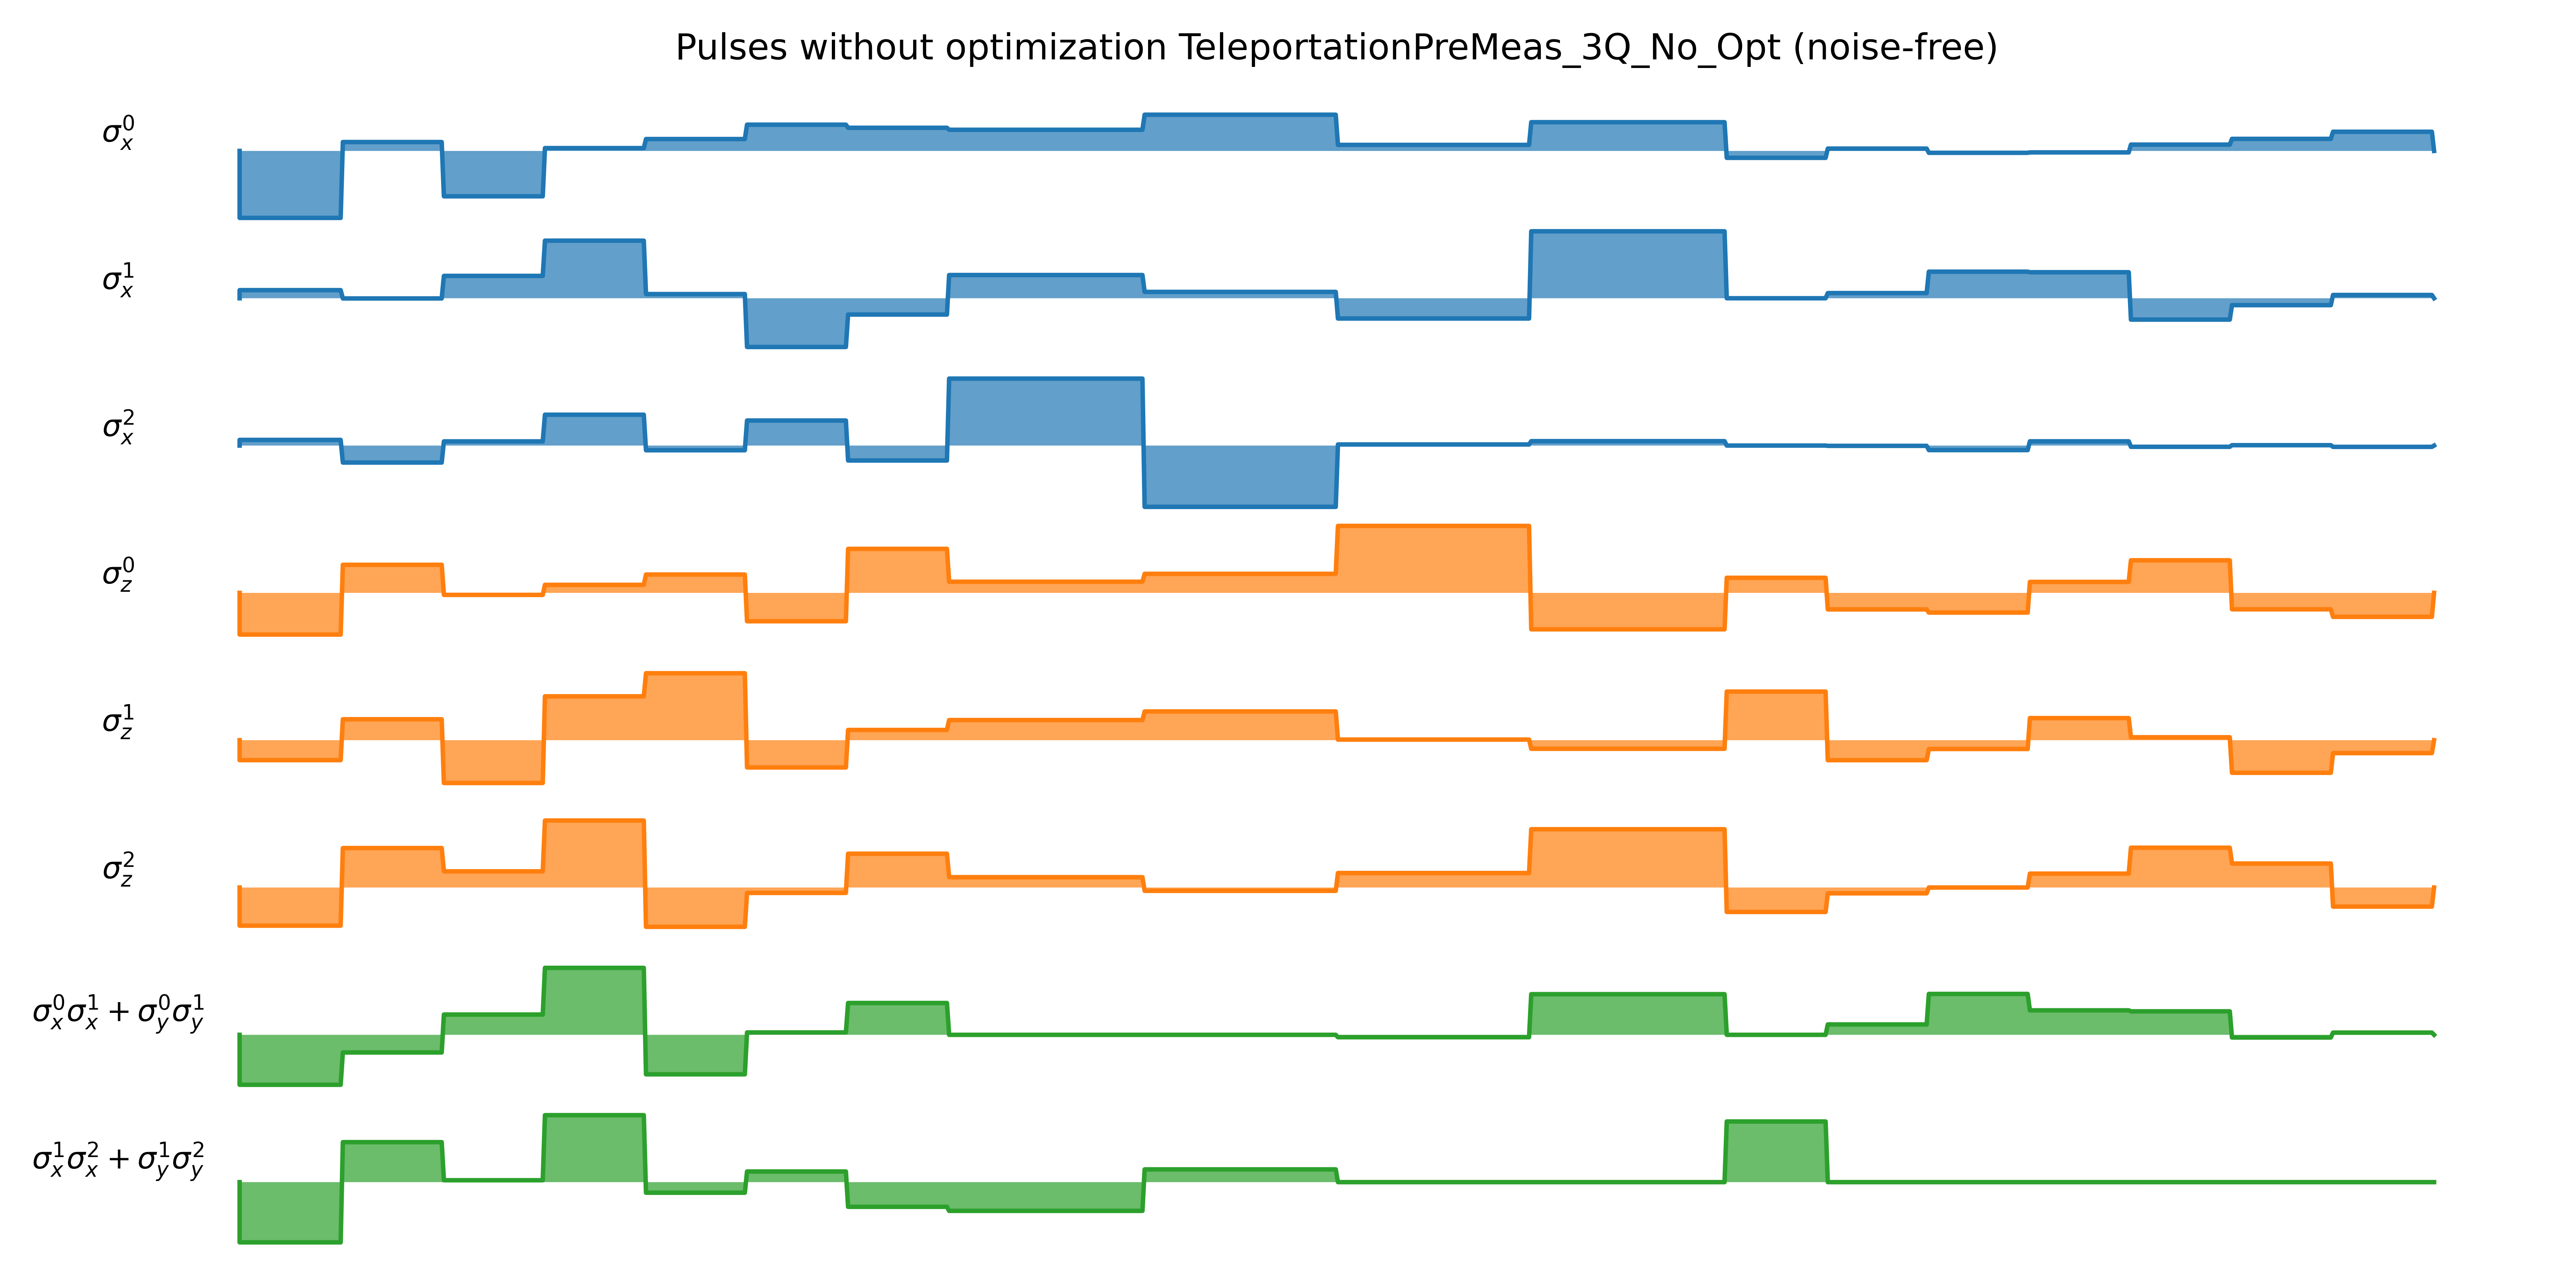 Pulses without optimization TeleportationPreMeas_3Q_No_Opt (noise-free)
σ_x^0
σ_x^1
σ_x^2
σ_z^0
σ_z^1
σ_z^2
σ_x^0σ_x^1 + σ_y^0σ_y^1
σ_x^1σ_x^2 + σ_y^1σ_y^2